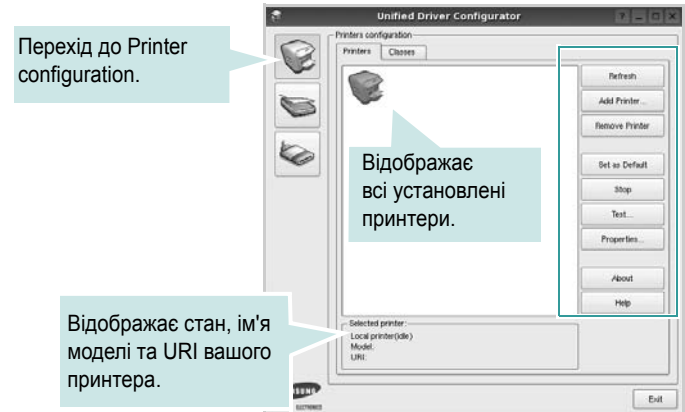 Unified Driver Configurator
Перехід до Printer
configuration.
Printers configuration
Printers Classes
Refresh
Add Printer...
Remove Printer
Відображає
всі установлені
принтери.
Set as Default
Stop
Test...
Properties...
About
Help
Відображає стан, ім'я
моделі та URI вашого
принтера.
Selected printer:
Local printer(idle)
Model:
URI:
ELECTRONICS
Exit